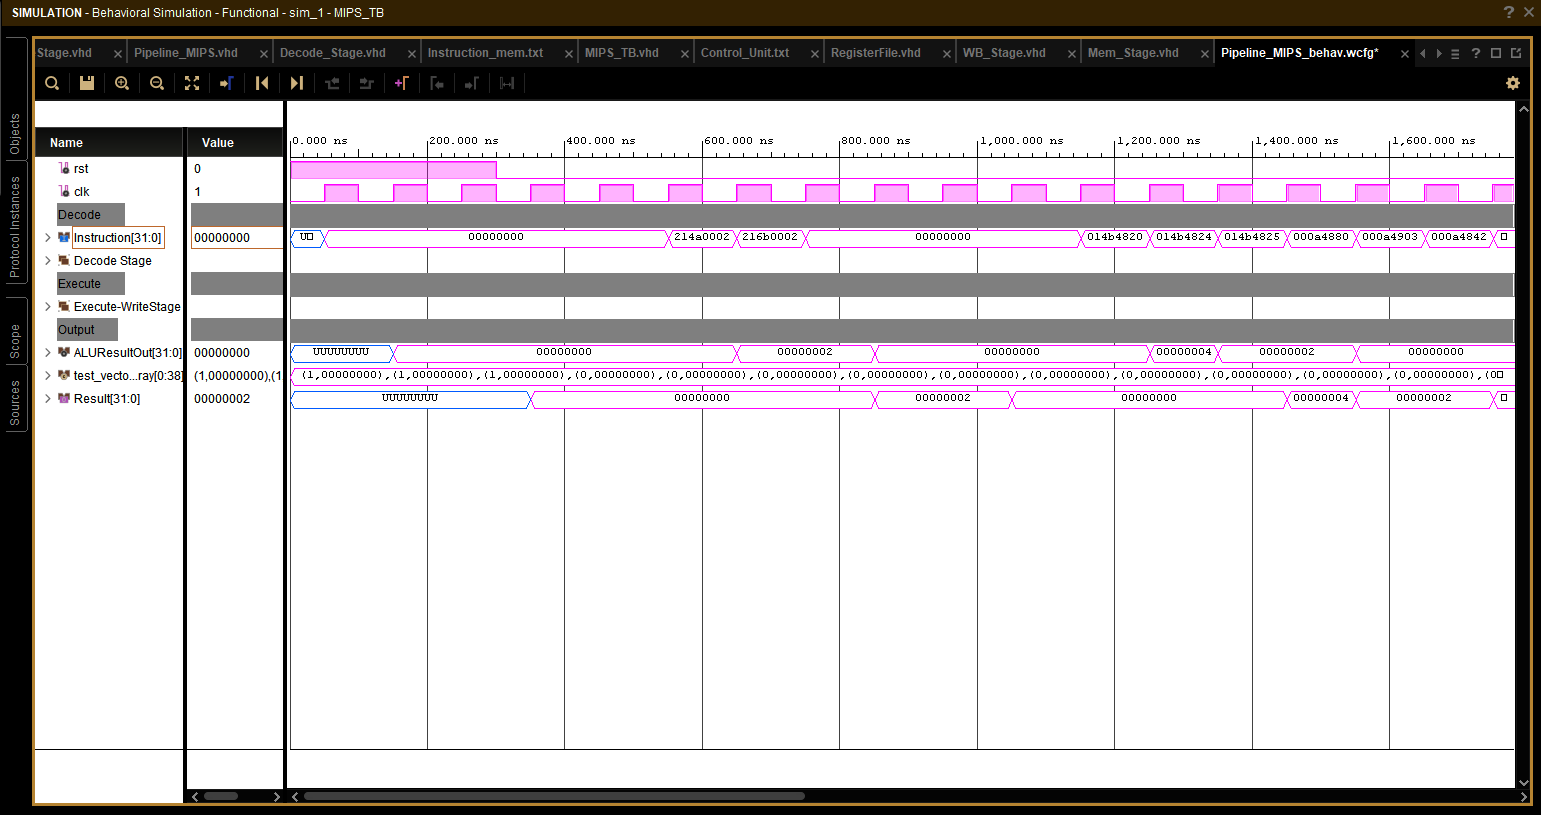 SIMULATION - Behavioral Simulation - Functional - sim_1 - MIPS_TB
Stage.vhd Pipeline_MIPS.vhd Decode_Stage.vhd Instruction_mem.txt MIPS_TB.vhd Control_Unit.txt RegisterFile.vhd WB_Stage.vhd Mem_Stage.vhd Pipeline_MIPS_behav.wcfg*
Objects
Protocol Instances
Scope
Sources
Name Value
0.000 ns 200.000 ns 400.000 ns 600.000 ns 800.000 ns 1,000.000 ns 1,200.000 ns 1,400.000 ns 1,600.000 ns
rst 0
clk 1
Decode
Instruction[31:0] 00000000 U 00000000 214a0002 216b0002 00000000 014b4820 014b4824 014b4825 000a4880 000a4903 000a4842
Decode Stage
Execute
Execute-WriteStage
Output
ALUResultOut[31:0] 00000000 UUUUUUUU 00000000 00000002 00000000 00000004 00000002 00000000
test_vecto...ray[0:38] (1,00000000),(1 (1,00000000),(1,00000000),(1,00000000),(0,00000000),(0,00000000),(0,00000000),(0,00000000),(0,00000000),(0,00000000),(0,00000000),(0,00000000),(0,00000000),(0,00000000),(0
Result[31:0] 00000002 UUUUUUUU 00000000 00000002 00000000 00000004 00000002